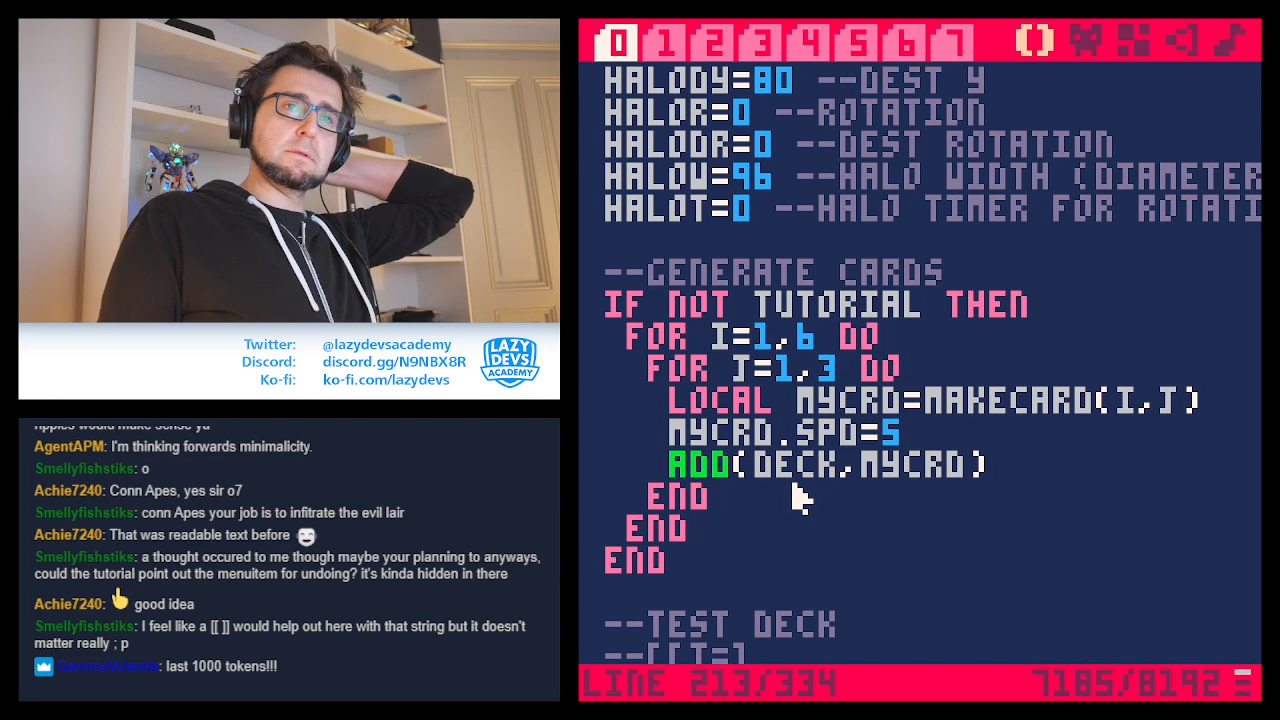 Twitter: @lazydevsacademy
Discord: discord.gg/N9NBX8R
Ko-fi: ko-fi.com/lazydevs
LAZY
DEVS
ACADEMY
AgentAPM: I'm thinking forwards minimalicity.
Smellyfishstiks: o
Achie7240: Conn Apes, yes sir o7
Smellyfishstiks: conn Apes your job is to infitrate the evil lair
Achie7240: That was readable text before
Smellyfishstiks: a thought occured to me though maybe your planning to anyways,
could the tutorial point out the menuitem for undoing? it's kinda hidden in there
Achie7240: good idea
Smellyfishstiks: I feel like a [[ ]] would help out here with that string but it doesn't
matter really ; p
GammaVolantis: last 1000 tokens!!!
0 1 2 3 4 5 6 7
HALODY=80 --DEST Y
HALOR=0 --ROTATION
HALODR=0 --DEST ROTATION
HALOW=96 --HALO WIDTH (DIAMETER
HALOT=0 --HALO TIMER FOR ROTATI
--GENERATE CARDS
IF NOT TUTORIAL THEN
FOR I=1,6 DO
FOR J=1,3 DO
LOCAL MYCRD=MAKECARD(I,J)
MYCRD.SPD=5
ADD(DECK,MYCRD)
END
END
END
--TEST DECK
--[[T=1
LINE 213/334 7185/8192